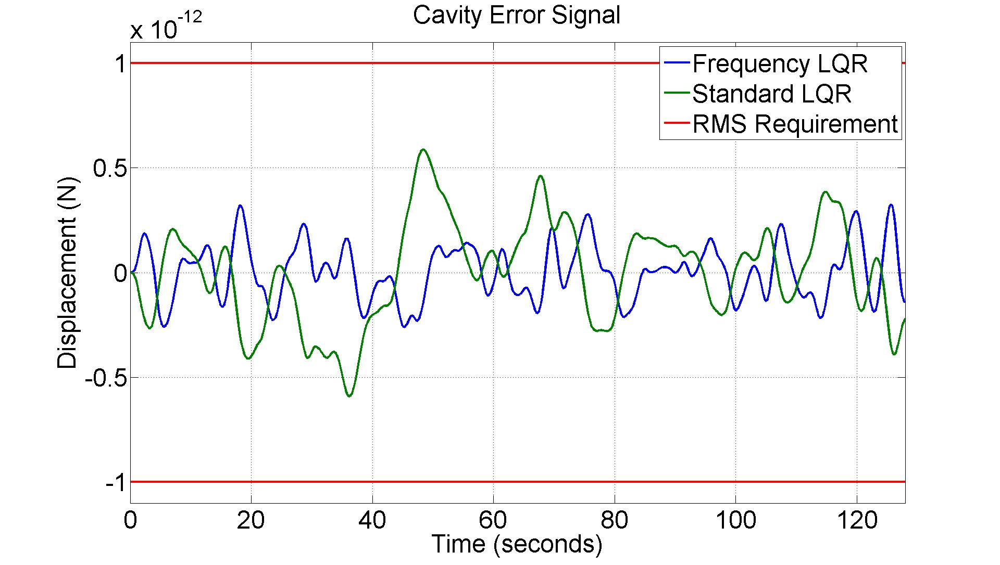 Cavity Error Signal
x 10^-12
Frequency LQR
Standard LQR
RMS Requirement
1
0.5
0
-0.5
-1
Displacement (N)
0 20 40 60 80 100 120
Time (seconds)